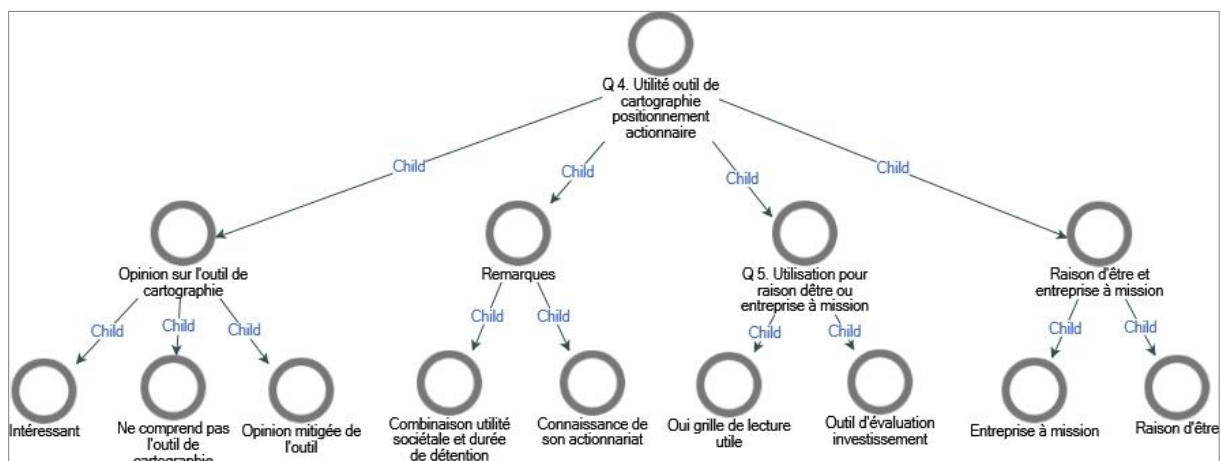 Q 4. Utilité outil de
cartographie
positionnement
actionnaire
Child
Child
Child
Child
Opinion sur l'outil de
cartographie
Remarques
Q 5. Utilisation pour
raison dêtre ou
entreprise à mission
Raison d'être et
entreprise à mission
Child
Child
Child
Child
Child
Child
Child
Child
Child
Intéressant
Ne comprend pas
l'outil de
cartographie
Opinion mitigée de
l'outil
Combinaison utilité
sociétale et durée
de détention
Connaissance de
son actionnariat
Oui grille de lecture
utile
Outil d'évaluation
investissement
Entreprise à mission
Raison d'être